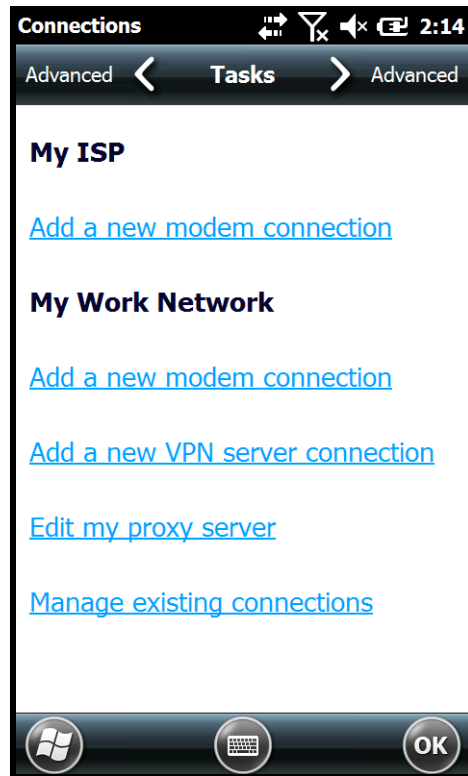 Connections 2:14
Advanced Tasks Advanced
My ISP
Add a new modem connection
My Work Network
Add a new modem connection
Add a new VPN server connection
Edit my proxy server
Manage existing connections
OK